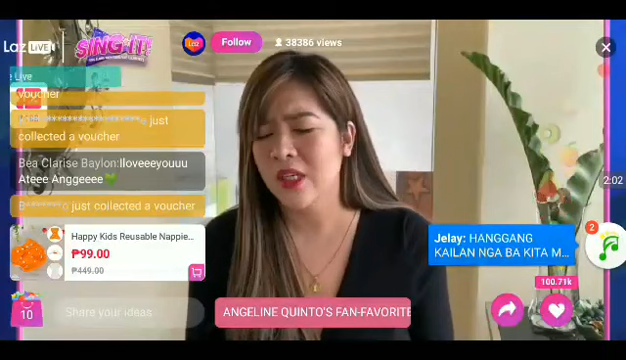 Laz LIVE
SING IT!
Laz
Follow
38386 views
e Live
voucher
just
collected a voucher
Bea Clarise Baylon:Iloveeeyouuu
Ateee Anggeeee
just collected a voucher
2:02
Happy Kids Reusable Nappie...
₱99.00
₱449.00
Jelay: HANGGANG
KAILAN NGA BA KITA M...
2
100.71k
10
Share your ideas
ANGELINE QUINTO'S FAN-FAVORITE